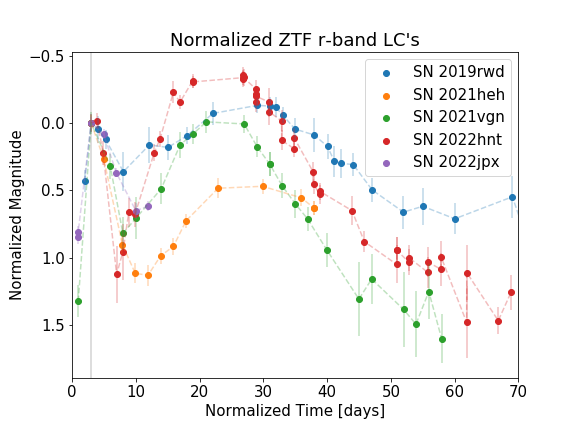 Normalized ZTF r-band LC's
−0.5
0.0
0.5
1.0
1.5
Normalized Magnitude
SN 2019rwd
SN 2021heh
SN 2021vgn
SN 2022hnt
SN 2022jpx
0 10 20 30 40 50 60 70
Normalized Time [days]